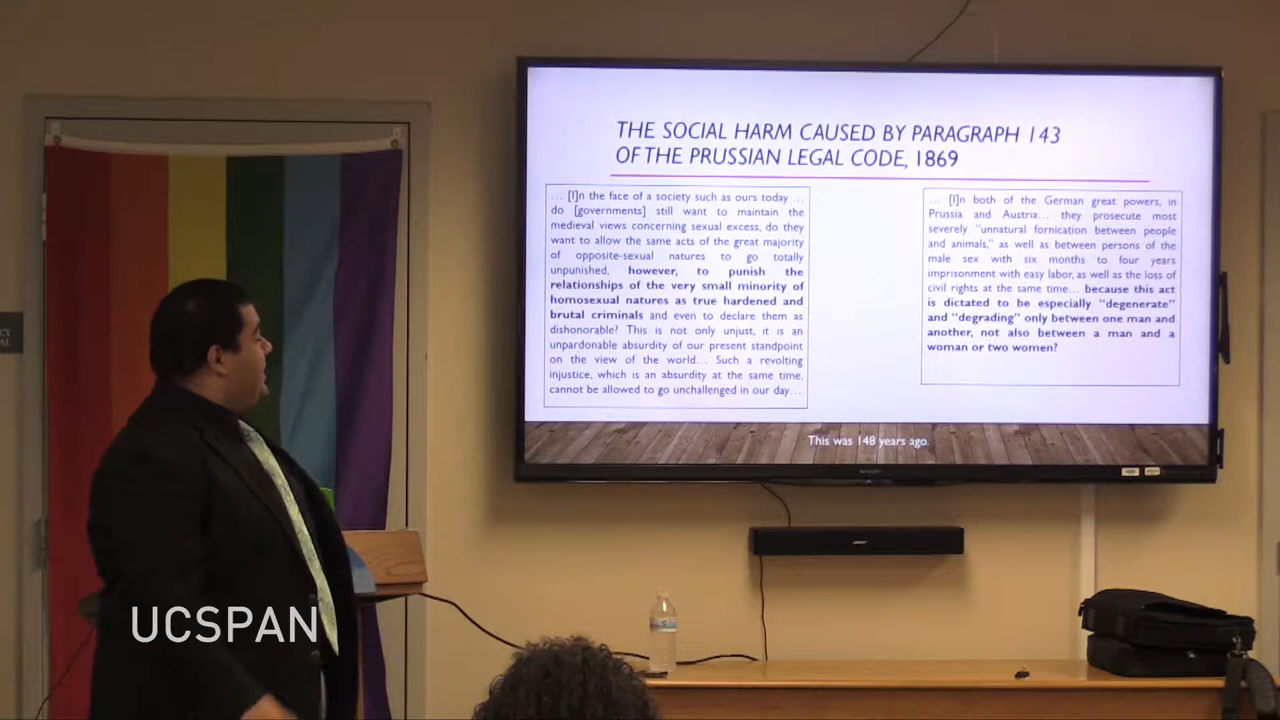 THE SOCIAL HARM CAUSED BY PARAGRAPH 143
OF THE PRUSSIAN LEGAL CODE, 1869
… [I]n the face of a society such as ours today …
do [governments] still want to maintain the
medieval views concerning sexual excess, do they
want to allow the same acts of the great majority
of opposite-sexual natures to go totally
unpunished, however, to punish the
relationships of the very small minority of
homosexual natures as true hardened and
brutal criminals and even to declare them as
dishonorable? This is not only unjust, it is an
unpardonable absurdity of our present standpoint
on the view of the world… Such a revolting
injustice, which is an absurdity at the same time,
cannot be allowed to go unchallenged in our day…
… [I]n both of the German great powers, in
Prussia and Austria… they prosecute most
severely “unnatural fornication between people
and animals,” as well as between persons of the
male sex with six months to four years
imprisonment with easy labor, as well as the loss of
civil rights at the same time… because this act
is dictated to be especially “degenerate”
and “degrading” only between one man and
another, not also between a man and a
woman or two women?
This was 148 years ago.
UCSPAN